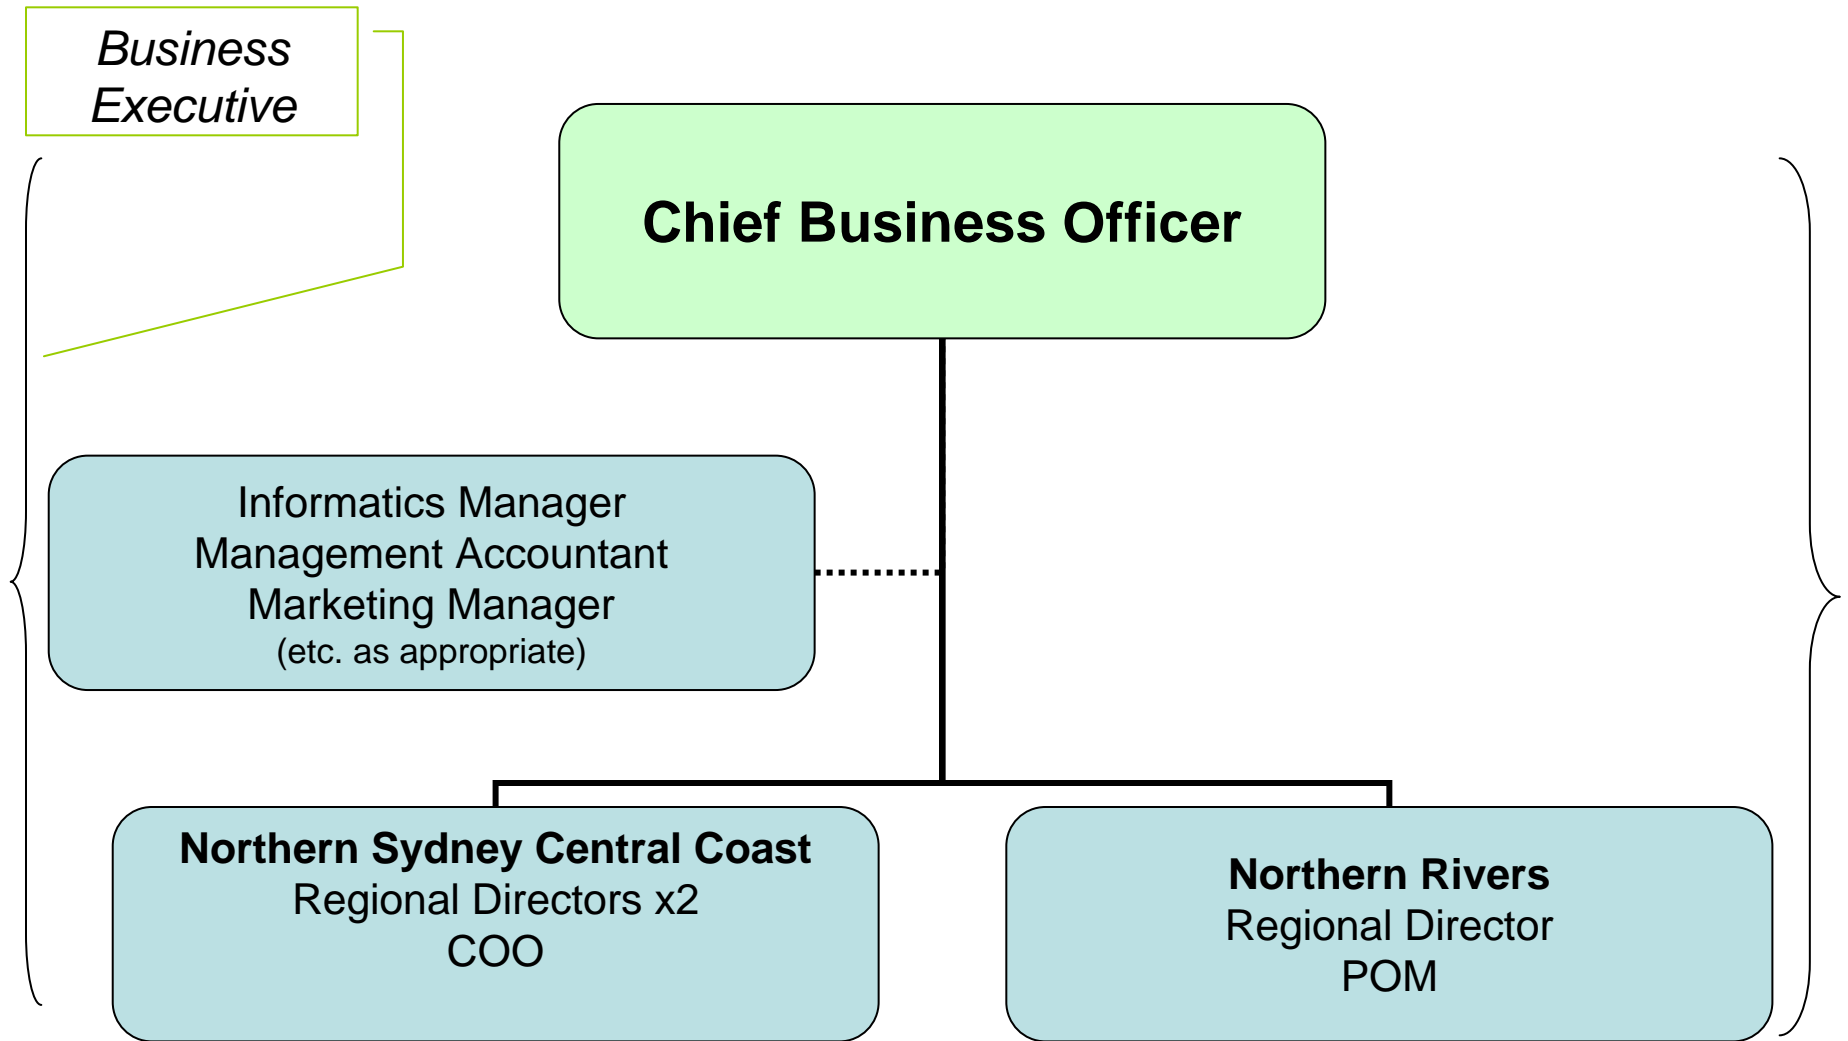 Business
Executive
Chief Business Officer
Informatics Manager
Management Accountant
Marketing Manager
(etc. as appropriate)
Northern Sydney Central Coast
Regional Directors x2
COO
Northern Rivers
Regional Director
POM